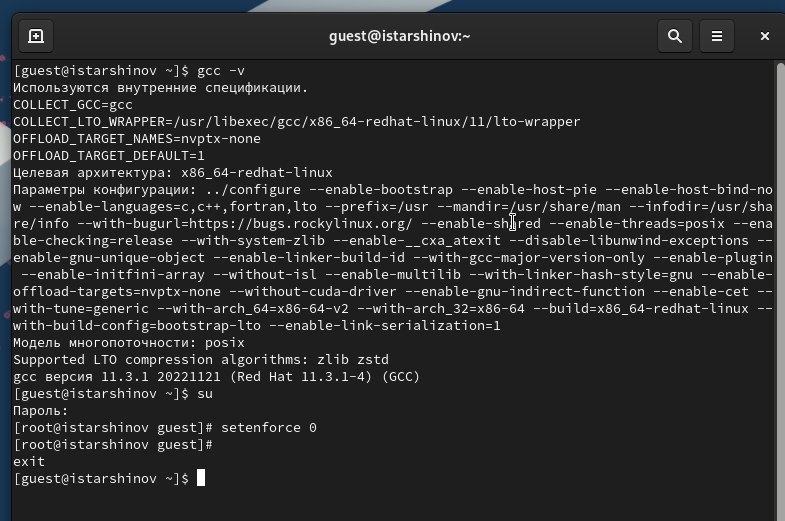 guest@istarshinov:~
[guest@istarshinov ~]$ gcc -v
Используются внутренние спецификации.
COLLECT_GCC=gcc
COLLECT_LTO_WRAPPER=/usr/libexec/gcc/x86_64-redhat-linux/11/lto-wrapper
OFFLOAD_TARGET_NAMES=nvptx-none
OFFLOAD_TARGET_DEFAULT=1
Целевая архитектура: x86_64-redhat-linux
Параметры конфигурации: ../configure --enable-bootstrap --enable-host-pie --enable-host-bind-no
w --enable-languages=c,c++,fortran,lto --prefix=/usr --mandir=/usr/share/man --infodir=/usr/sha
re/info --with-bugurl=https://bugs.rockylinux.org/ --enable-shared --enable-threads=posix --ena
ble-checking=release --with-system-zlib --enable-__cxa_atexit --disable-libunwind-exceptions --
enable-gnu-unique-object --enable-linker-build-id --with-gcc-major-version-only --enable-plugin
 --enable-initfini-array --without-isl --enable-multilib --with-linker-hash-style=gnu --enable-
offload-targets=nvptx-none --without-cuda-driver --enable-gnu-indirect-function --enable-cet --
with-tune=generic --with-arch_64=x86-64-v2 --with-arch_32=x86-64 --build=x86_64-redhat-linux --
with-build-config=bootstrap-lto --enable-link-serialization=1
Модель многопоточности: posix
Supported LTO compression algorithms: zlib zstd
gcc версия 11.3.1 20221121 (Red Hat 11.3.1-4) (GCC)
[guest@istarshinov ~]$ su
Пароль:
[root@istarshinov guest]# setenforce 0
[root@istarshinov guest]#
exit
[guest@istarshinov ~]$